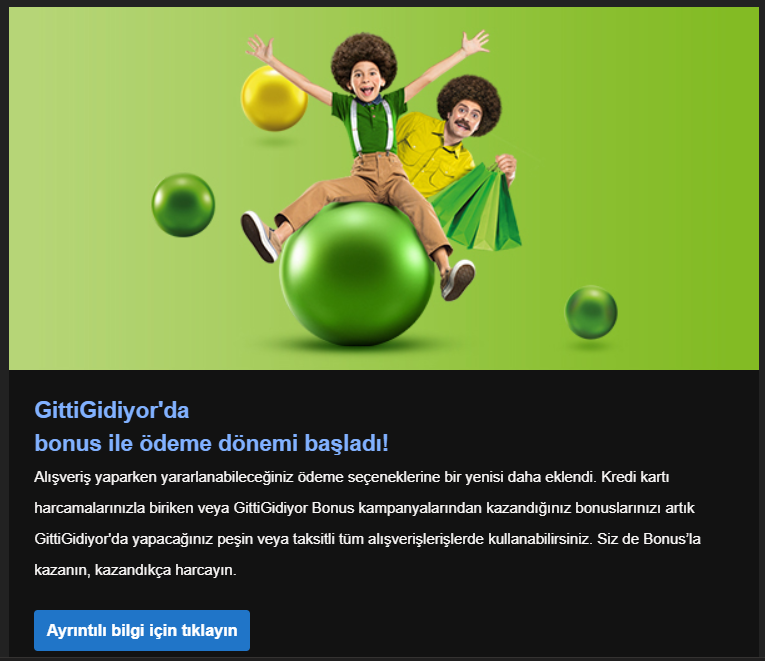 GittiGidiyor'da
bonus ile ödeme dönemi başladı!
Alışveriş yaparken yararlanabileceğiniz ödeme seçeneklerine bir yenisi daha eklendi. Kredi kartı
harcamalarınızla biriken veya GittiGidiyor Bonus kampanyalarından kazandığınız bonuslarınızı artık
GittiGidiyor'da yapacağınız peşin veya taksitli tüm alışverişlerişlerde kullanabilirsiniz. Siz de Bonus’la
kazanın, kazandıkça harcayın.
Ayrıntılı bilgi için tıklayın